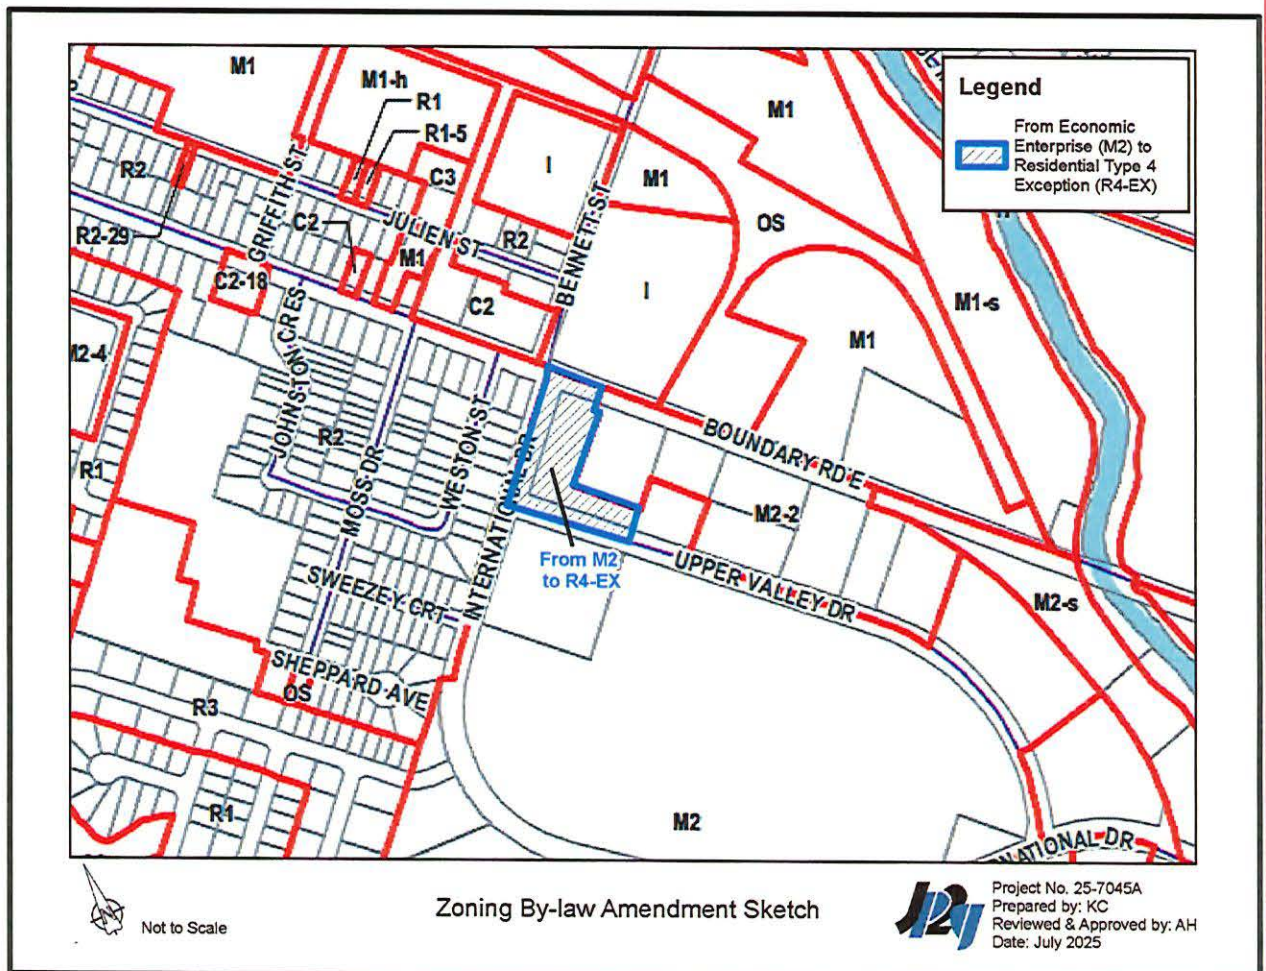 M1
M1-h
R1
R1-5
C3
I
M1
M1
OS
M1-s
M1
Legend
From Economic
Enterprise (M2) to
Residential Type 4
Exception (R4-EX)
R2
R2-29
GRIFFITH ST
C2
JULIEN ST
M1
R2
BENNETT ST
I
C2-18
C2
M2-4
JOHNSTON CRES
R2
MOSS DR
WESTON ST
INTERNATIONAL DR
BOUNDARY RD E
R1
M2-2
From M2
to R4-EX
UPPER VALLEY DR
M2-s
SWEEZEY CRT
SHEPPARD AVE
OS
R3
R1
M2
NATIONAL DR
Not to Scale
Zoning By-law Amendment Sketch
JP2G
Project No. 25-7045A
Prepared by: KC
Reviewed & Approved by: AH
Date: July 2025